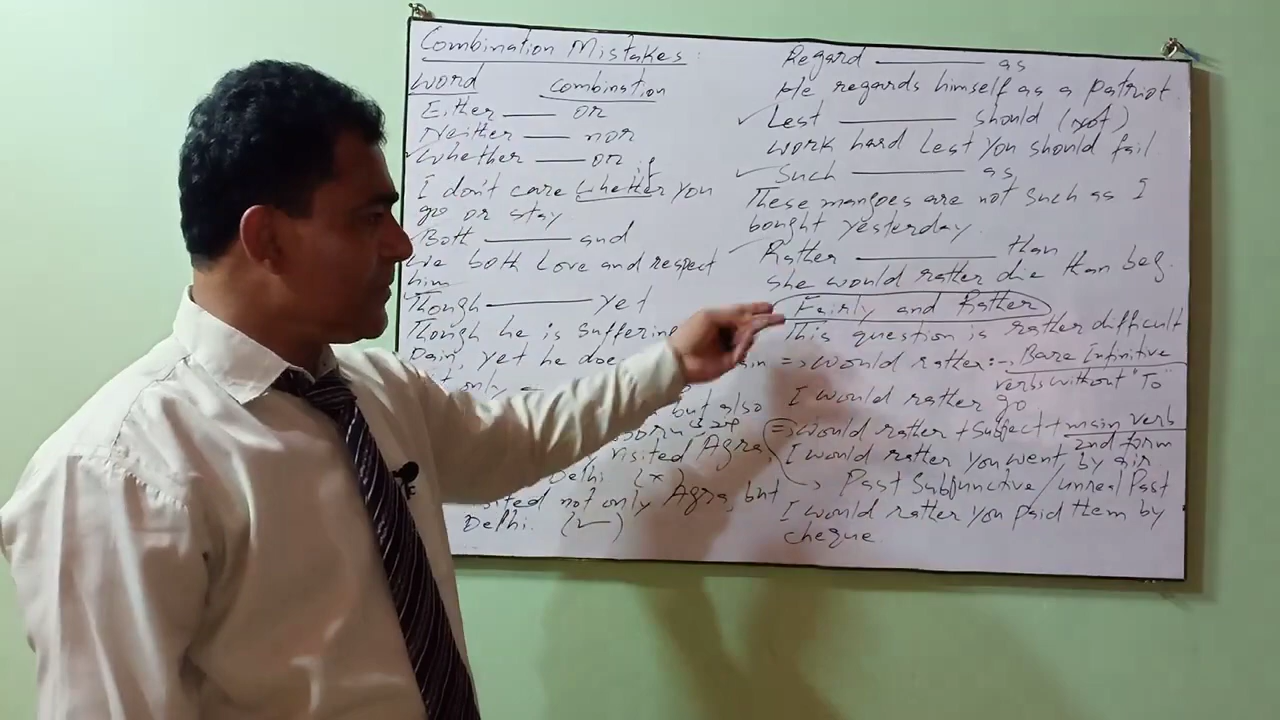 Combination Mistakes:
Word Combination
Either — or
Neither — nor
✓ Whether — or
if
I don't care whether you
go or stay
Both — and
We both love and respect
him
Though — yet
Though he is suffering
Pain, yet he
only
but also
is are
visited Agra,
Delhi (×)
not only Agra, but
Delhi. (✓)
Regard — as
He regards himself as a patriot.
✓ Lest — should (not)
work hard Lest you should fail
✓ Such — as
These mangoes are not such as I
bought yesterday.
Rather — than
She would rather die than beg.
Fairly and Rather
This question is rather difficult
=> would rather:- Bare Infinitive
verbs without "To"
I would rather go
=> would rather + subject + main verb
2nd form
I would rather you went by air
→ Past Subjunctive/unreal Past
I would rather you paid them by
cheque.